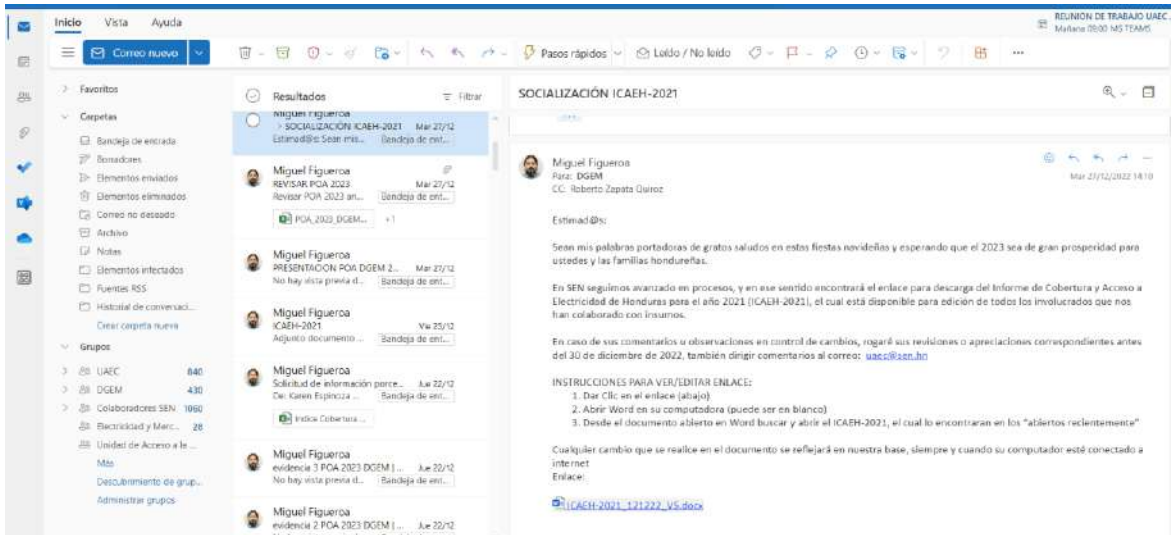 Inicio Vista Ayuda
REUNIÓN DE TRABAJO UAEC
Mañana 09:00 MS TEAMS
Correo nuevo
Pasos rápidos
Leído / No leído
Favoritos
Carpetas
Bandeja de entrada
Borradores
Elementos enviados
Elementos eliminados
Correo no deseado
Archivo
Notas
Elementos infectados
Fuentes RSS
Historial de conversaci...
Crear carpeta nueva
Grupos
UAEC 840
DGEM 430
Colaboradores SEN 1060
Electricidad y Merc... 28
Unidad de Acceso a la ...
Más
Descubrimiento de grup...
Administrar grupos
Resultados Filtrar
Miguel Figueroa
> SOCIALIZACIÓN ICAEH-2021 Mar 27/12
Estimad@s: Sean mis... Bandeja de ent...
Miguel Figueroa
REVISAR POA 2023 Mar 27/12
Revisar POA 2023 an... Bandeja de ent...
POA_2023_DGEM... +1
Miguel Figueroa
PRESENTACION POA DGEM 2... Mar 27/12
No hay vista previa d... Bandeja de ent...
Miguel Figueroa
ICAEH-2021 Vie 23/12
Adjunto documento ... Bandeja de ent...
Miguel Figueroa
Solicitud de información porce... Jue 22/12
De: Karen Espinoza ... Bandeja de ent...
Indice Cobertura ...
Miguel Figueroa
evidencia 3 POA 2023 DGEM | ... Jue 22/12
No hay vista previa d... Bandeja de ent...
Miguel Figueroa
evidencia 2 POA 2023 DGEM | ... Jue 22/12
SOCIALIZACIÓN ICAEH-2021
Miguel Figueroa
Para: DGEM
CC: Roberto Zapata Quiroz
Mar 27/12/2022 14:10
Estimad@s:
Sean mis palabras portadoras de gratos saludos en estas fiestas navideñas y esperando que el 2023 sea de gran prosperidad para
ustedes y las familias hondureñas.
En SEN seguimos avanzado en procesos, y en ese sentido encontrará el enlace para descarga del Informe de Cobertura y Acceso a
Electricidad de Honduras para el año 2021 (ICAEH-2021), el cual está disponible para edición de todos los involucrados que nos
han colaborado con insumos.
En caso de sus comentarios u observaciones en control de cambios, rogaré sus revisiones o apreciaciones correspondientes antes
del 30 de diciembre de 2022, también dirigir comentarios al correo: uaec@sen.hn
INSTRUCCIONES PARA VER/EDITAR ENLACE:
1. Dar Clic en el enlace (abajo)
2. Abrir Word en su computadora (puede ser en blanco)
3. Desde el documento abierto en Word buscar y abrir el ICAEH-2021, el cual lo encontraran en los "abiertos recientemente"
Cualquier cambio que se realice en el documento se reflejará en nuestra base, siempre y cuando su computador esté conectado a
internet
Enlace:
ICAEH-2021_121222_VS.docx